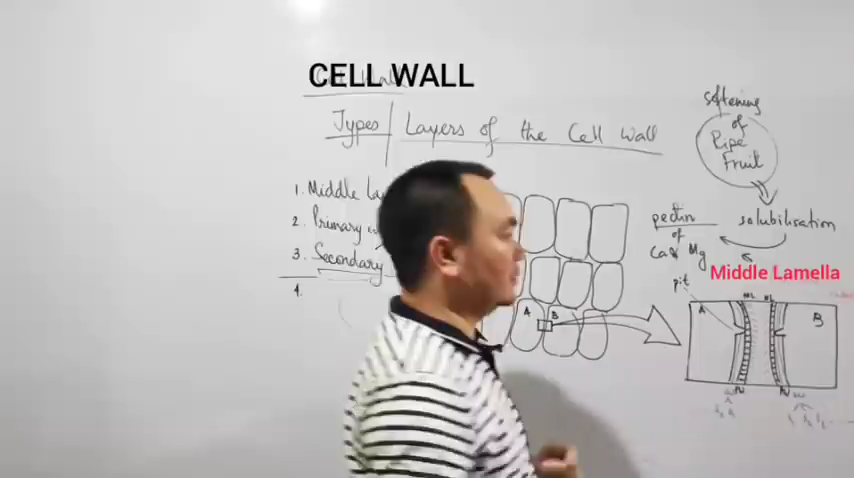 CELL WALL
Types
Layers of the Cell Wall
1. Middle La
2. Primary
3. Secondary
4.
softening
of
Ripe
Fruit
pectin
of
Ca & Mg
solubilisation
Middle Lamella
pit
A
B
A
B